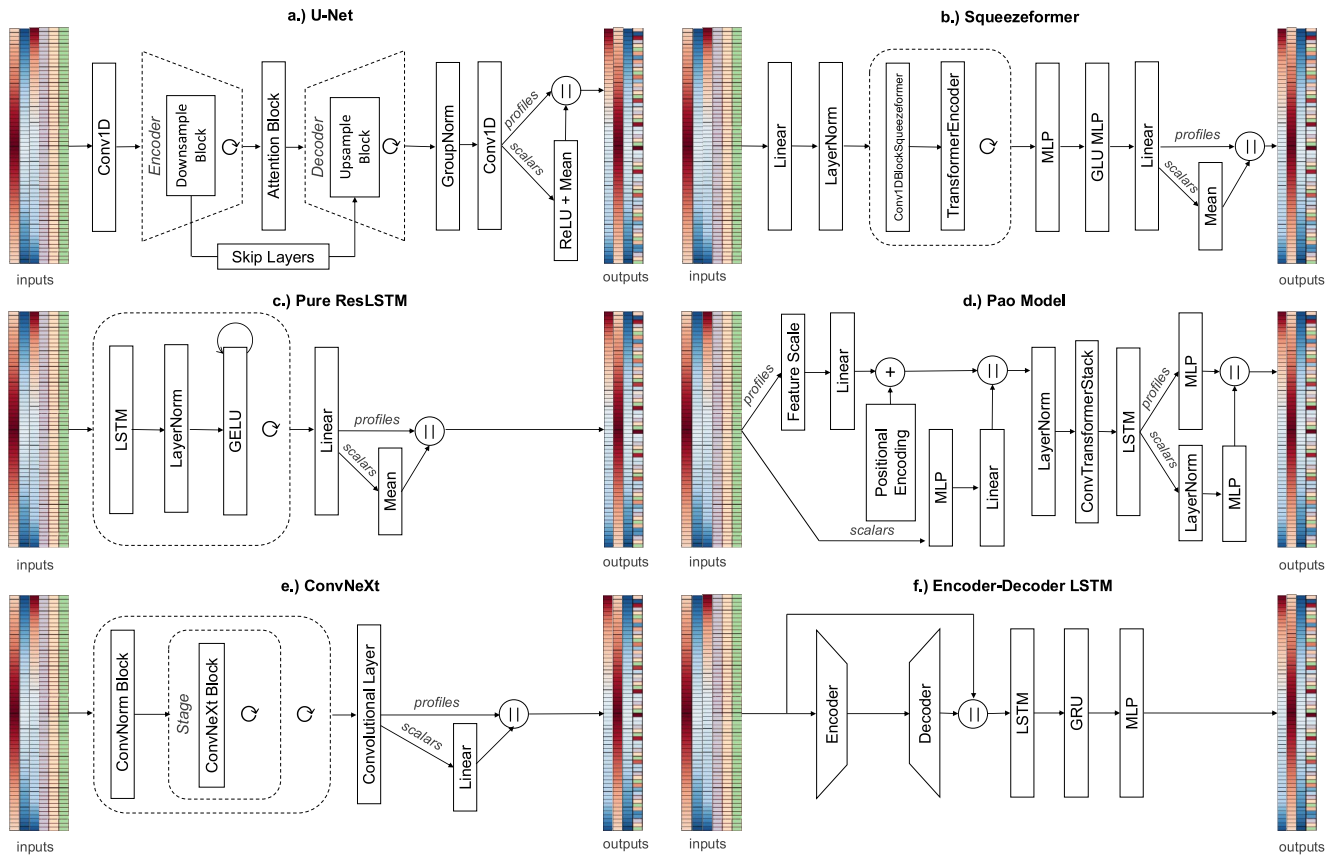 a.) U-Net
Conv1D
Encoder
Downsample
Block
Attention Block
Decoder
Upsample
Block
Skip Layers
GroupNorm
Conv1D
profiles
scalars
||
ReLU + Mean
inputs
outputs
b.) Squeezeformer
Linear
LayerNorm
Conv1DBlockSqueezeformer
TransformerEncoder
MLP
GLU MLP
Linear
profiles
scalars
Mean
||
inputs
outputs
c.) Pure ResLSTM
LSTM
LayerNorm
GELU
Linear
profiles
scalars
Mean
||
inputs
outputs
d.) Pao Model
profiles
Feature Scale
Linear
+
Positional
Encoding
scalars
MLP
Linear
||
LayerNorm
ConvTransformerStack
LSTM
profiles
MLP
scalars
LayerNorm
MLP
||
inputs
outputs
e.) ConvNeXt
ConvNorm Block
Stage
ConvNeXt Block
Convolutional Layer
profiles
scalars
Linear
||
inputs
outputs
f.) Encoder-Decoder LSTM
Encoder
Decoder
||
LSTM
GRU
MLP
inputs
outputs